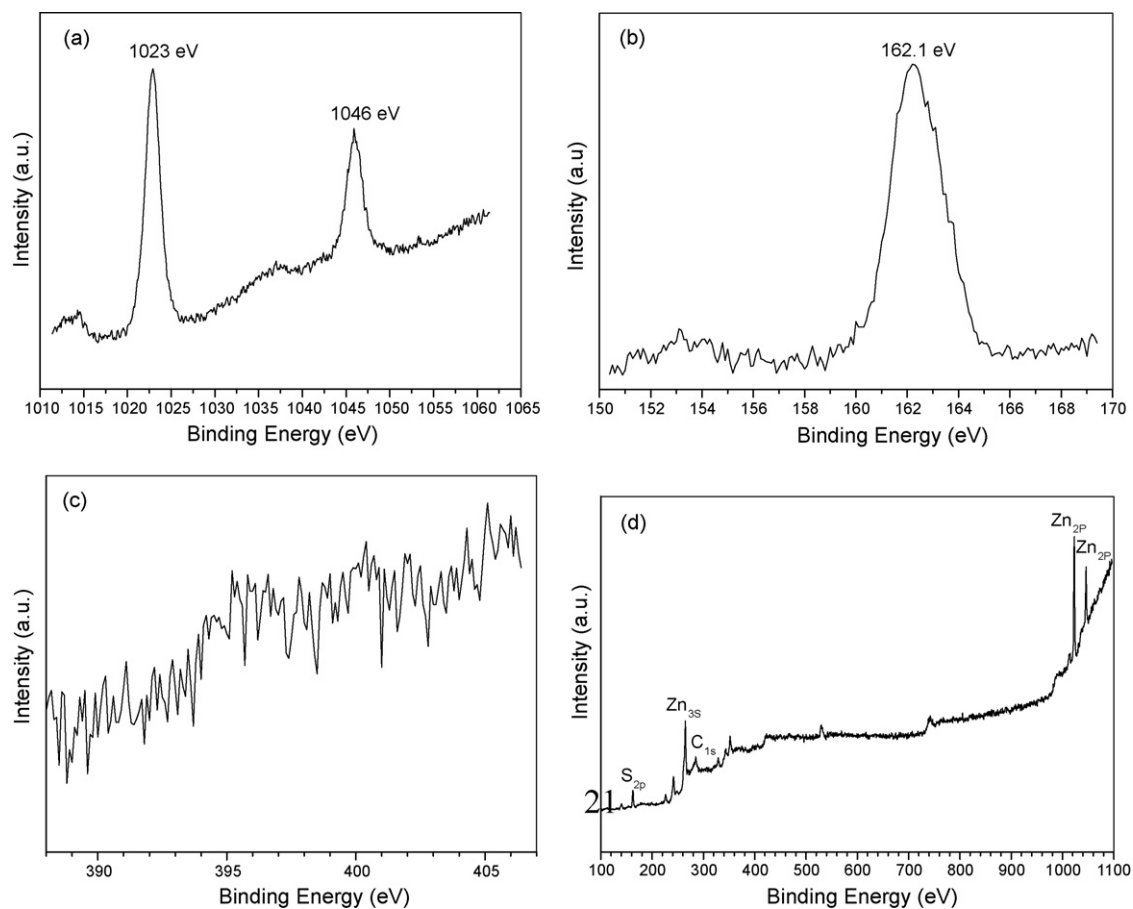 (a)
1023 eV
1046 eV
Intensity (a.u.)
1010 1015 1020 1025 1030 1035 1040 1045 1050 1055 1060 1065
Binding Energy (eV)
(b)
162.1 eV
Intensity (a.u)
150 152 154 156 158 160 162 164 166 168 170
Binding Energy (eV)
(c)
Intensity (a.u.)
390 395 400 405
Binding Energy (eV)
(d)
Zn2P
Zn2P
Zn3S
C1s
S2p
21
Intensity (a.u.)
100 200 300 400 500 600 700 800 900 1000 1100
Binding Energy (eV)